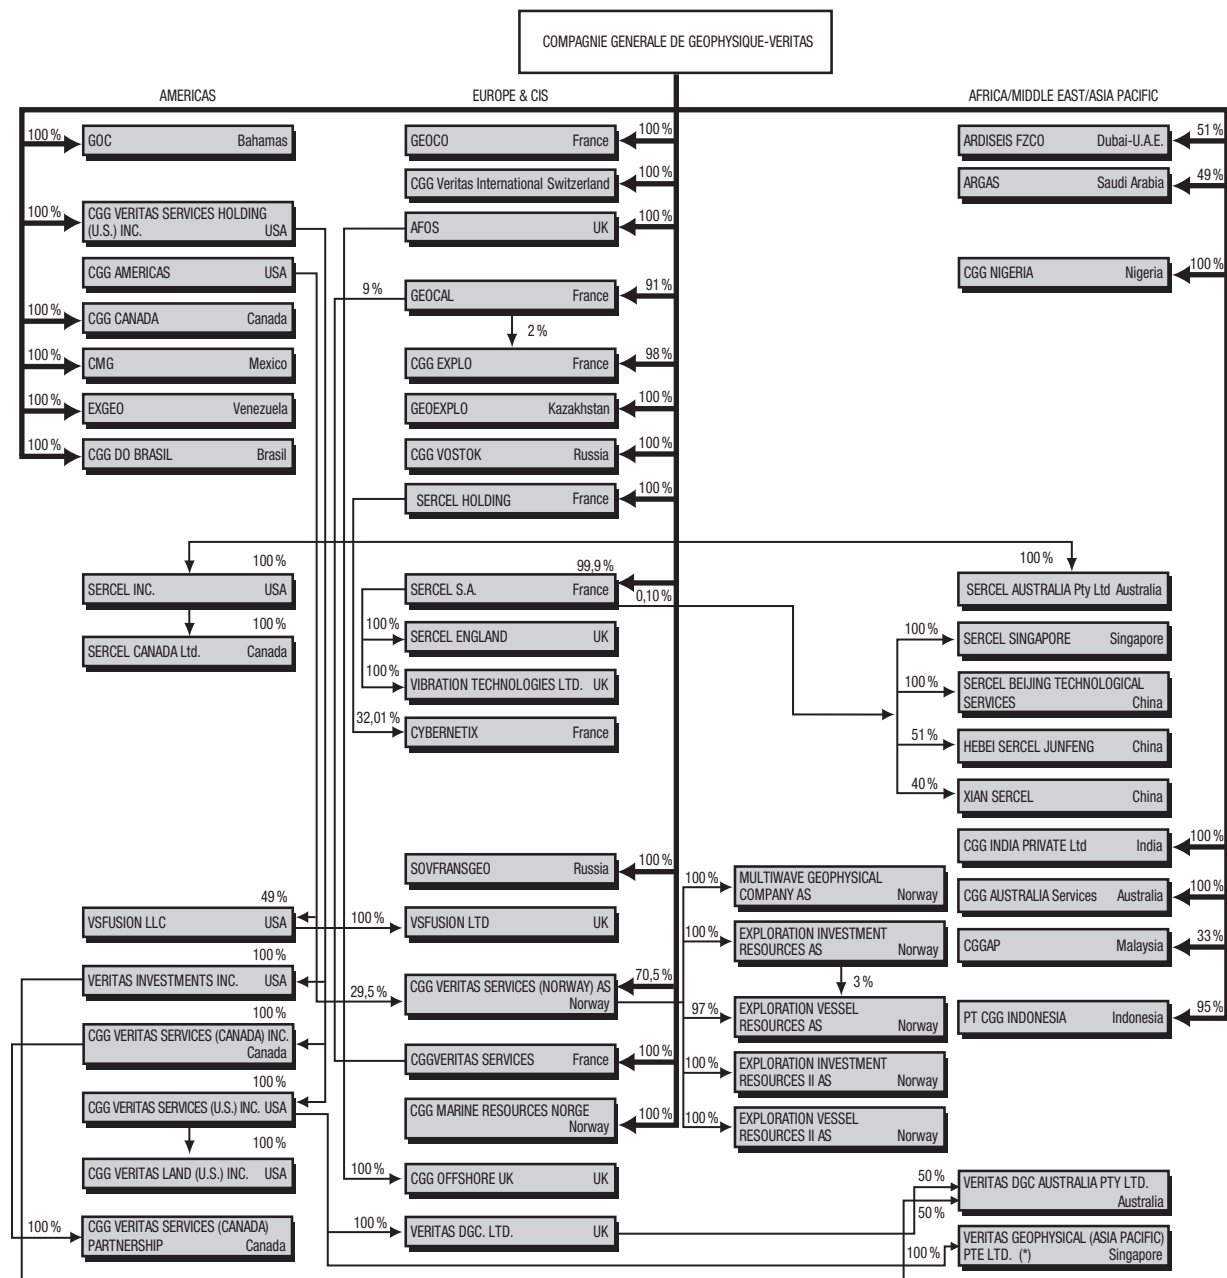 COMPAGNIE GENERALE DE GEOPHYSIQUE-VERITAS
AMERICAS
EUROPE & CIS
AFRICA/MIDDLE EAST/ASIA PACIFIC
100 %
GOC Bahamas
100 %
CGG VERITAS SERVICES HOLDING
(U.S.) INC. USA
CGG AMERICAS USA
100 %
CGG CANADA Canada
100 %
CMG Mexico
100 %
EXGEO Venezuela
100 %
CGG DO BRASIL Brasil
100 %
SERCEL INC. USA
100 %
SERCEL CANADA Ltd. Canada
49 %
VSFUSION LLC USA
100 %
VERITAS INVESTMENTS INC. USA
100 %
CGG VERITAS SERVICES (CANADA) INC.
Canada
100 %
CGG VERITAS SERVICES (U.S.) INC. USA
100 %
CGG VERITAS LAND (U.S.) INC. USA
100 %
CGG VERITAS SERVICES (CANADA)
PARTNERSHIP Canada
GEOCO France
100 %
CGG Veritas International Switzerland
100 %
AFOS UK
100 %
9 %
GEOCAL France
91 %
2 %
CGG EXPLO France
98 %
GEOEXPLO Kazakhstan
100 %
CGG VOSTOK Russia
100 %
SERCEL HOLDING France
100 %
99,9 %
SERCEL S.A. France
0,10 %
100 %
SERCEL ENGLAND UK
100 %
VIBRATION TECHNOLOGIES LTD. UK
32,01 %
CYBERNETIX France
SOVFRANSGEO Russia
100 %
100 %
VSFUSION LTD UK
29,5 %
CGG VERITAS SERVICES (NORWAY) AS
Norway
70,5 %
CGGVERITAS SERVICES France
100 %
CGG MARINE RESOURCES NORGE
Norway
100 %
100 %
CGG OFFSHORE UK UK
100 %
VERITAS DGC. LTD. UK
100 %
MULTIWAVE GEOPHYSICAL
COMPANY AS Norway
100 %
EXPLORATION INVESTMENT
RESOURCES AS Norway
3 %
97 %
EXPLORATION VESSEL
RESOURCES AS Norway
100 %
EXPLORATION INVESTMENT
RESOURCES II AS Norway
100 %
EXPLORATION VESSEL
RESOURCES II AS Norway
ARDISEIS FZCO Dubai-U.A.E.
51 %
ARGAS Saudi Arabia
49 %
CGG NIGERIA Nigeria
100 %
100 %
SERCEL AUSTRALIA Pty Ltd Australia
100 %
SERCEL SINGAPORE Singapore
100 %
SERCEL BEIJING TECHNOLOGICAL
SERVICES China
51 %
HEBEI SERCEL JUNFENG China
40 %
XIAN SERCEL China
CGG INDIA PRIVATE Ltd India
100 %
CGG AUSTRALIA Services Australia
100 %
CGGAP Malaysia
33 %
PT CGG INDONESIA Indonesia
95 %
50 %
VERITAS DGC AUSTRALIA PTY LTD.
Australia
50 %
100 %
VERITAS GEOPHYSICAL (ASIA PACIFIC)
PTE LTD. (*) Singapore